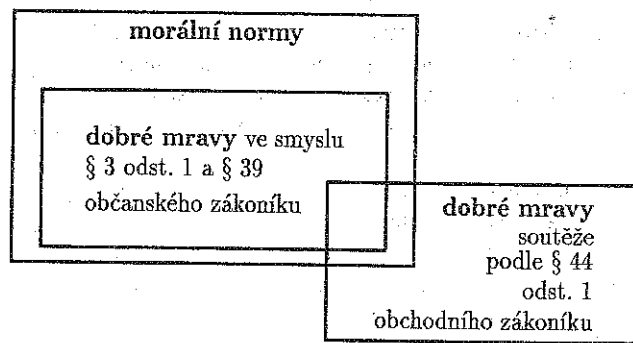 morální normy
dobré mravy ve smyslu
§ 3 odst. 1 a § 39
občanského zákoníku
dobré mravy
soutěže
podle § 44
odst. 1
obchodního zákoníku